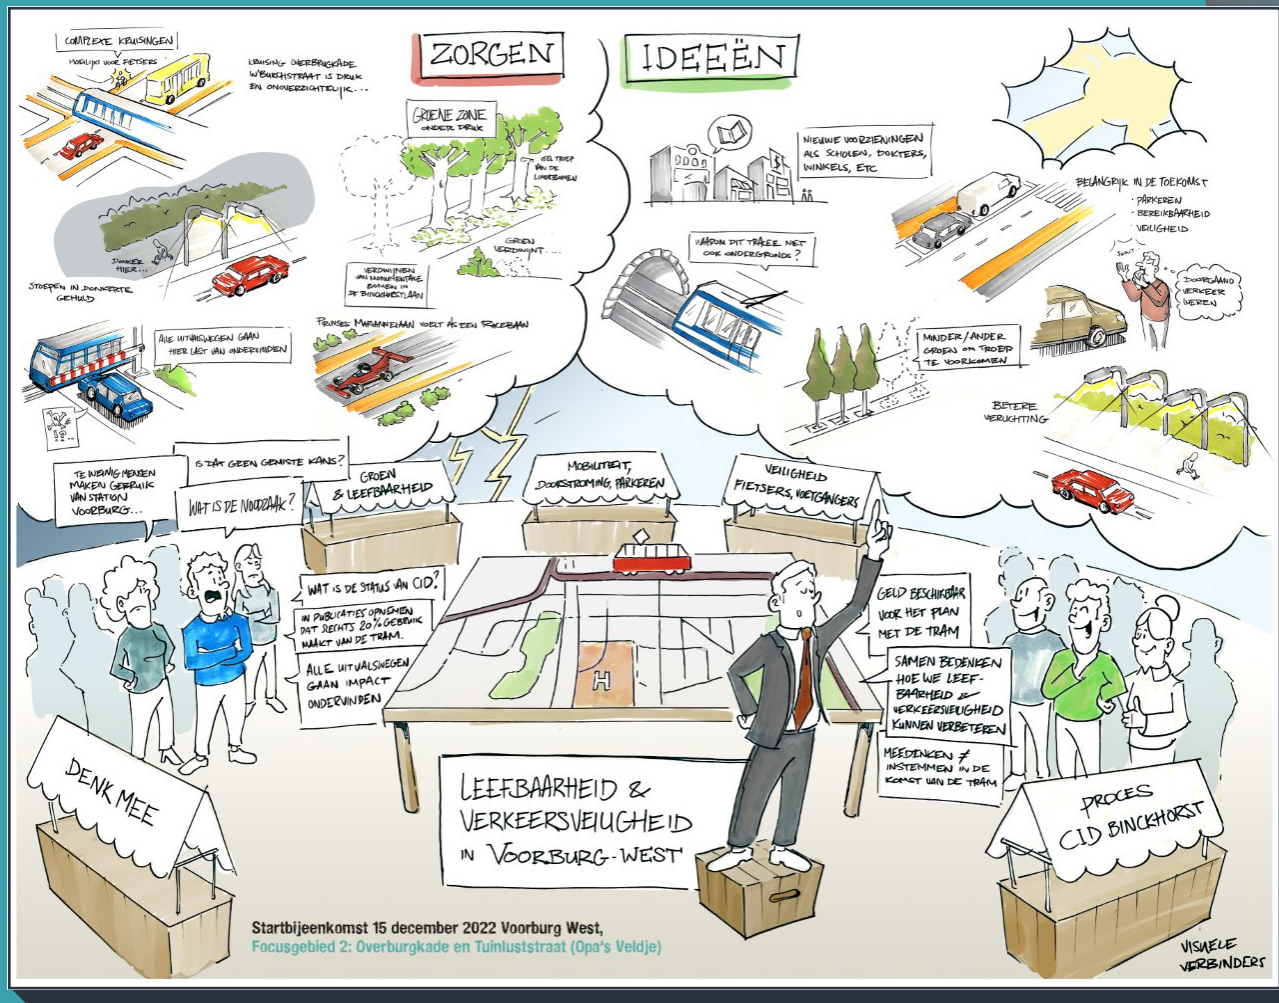 ZORGEN
IDEEËN
COMPLEXE KRUISINGEN
MOEILIJK VOOR FIETSERS
KRUISING OVERBURGKADE
W'BURCHSTRAAT IS DRUK
EN ONOVERZICHTELIJK...
GROENE ZONE
ONDER DRUK
VEEL TROEP
VAN DE
LINDEBOMEN
GROEN
VERDWIJNT...
VERDWIJNEN
VAN MONUMENTALE
BOMEN IN
DE BINCKHORSTLAAN
DONKER
HIER...
STOEPEN IN DONKERTE
GEHULD
ALLE UITVALSWEGEN GAAN
HIER LAST VAN ONDERVINDEN
PRINSES MARIANNELAAN VOELT ALS EEN RACEBAAN
NIEUWE VOORZIENINGEN
ALS SCHOLEN, DOKTERS,
WINKELS, ETC
WAAROM DIT TRACEE NIET
OOK ONDERGRONDS?
BELANGRIJK IN DE TOEKOMST
· PARKEREN
· BEREIKBAARHEID
· VEILIGHEID
DOORGAAND
VERKEER
WEREN
MINDER/ANDER
GROEN OM TROEP
TE VOORKOMEN
BETERE
VERLICHTING
TE WEINIG MENSEN
MAKEN GEBRUIK
VAN STATION
VOORBURG...
IS DAT GEEN GEMISTE KANS?
WAT IS DE NOODZAAK?
GROEN
& LEEFBAARHEID
MOBILITEIT,
DOORSTROMING, PARKEREN
VEILIGHEID
FIETSERS, VOETGANGERS
WAT IS DE STATUS VAN CID?
IN PUBLICATIES OPNEMEN
DAT SLECHTS 20% GEBRUIK
MAAKT VAN DE TRAM.
ALLE UITVALSWEGEN
GAAN IMPACT
ONDERVINDEN
H
GELD BESCHIKBAAR
VOOR HET PLAN
MET DE TRAM
SAMEN BEDENKEN
HOE WE LEEF-
BAARHEID &
VERKEERSVEILIGHEID
KUNNEN VERBETEREN
MEEDENKEN ≠
INSTEMMEN IN DE
KOMST VAN DE TRAM
DENK MEE
LEEFBAARHEID &
VERKEERSVEILIGHEID
IN VOORBURG-WEST
PROCES
CID BINCKHORST
Startbijeenkomst 15 december 2022 Voorburg West,
Focusgebied 2: Overburgkade en Tuinluststraat (Opa's Veldje)
VISUELE
VERBINDERS